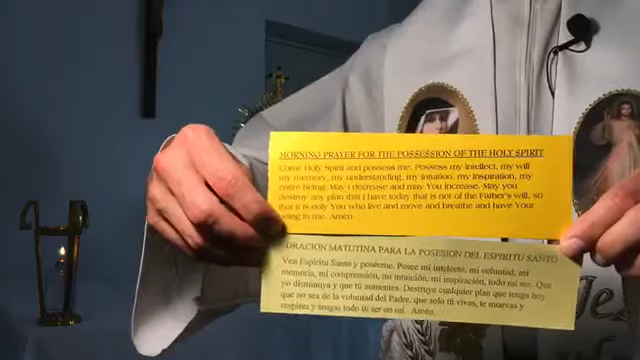 MORNING PRAYER FOR THE POSSESSION OF THE HOLY SPIRIT
Come Holy Spirit and possess me. Possess my intellect, my will
my memory, my understanding, my intuition, my inspiration, my
entire being. May I decrease and may YOU increase. May YOU
destroy any plan I have today that is not of the Father's will, so
that it is only YOU who live and move and breathe and have YOUR
being in me. Amen
ORACION MATUTINA PARA LA POSESION DEL ESPIRITU SANTO
Ven Espíritu Santo y poséeme. Posee mi intelecto, mi voluntad, mi
memoria, mi comprensión, mi intuición, mi inspiración, todo mi ser. Que
yo disminuya y que tú aumentes. Destruye cualquier plan que tenga hoy
que no sea de la voluntad del Padre, que solo tú vivas, te muevas y
respires y tengas todo tu ser en mí. Amen.
Je